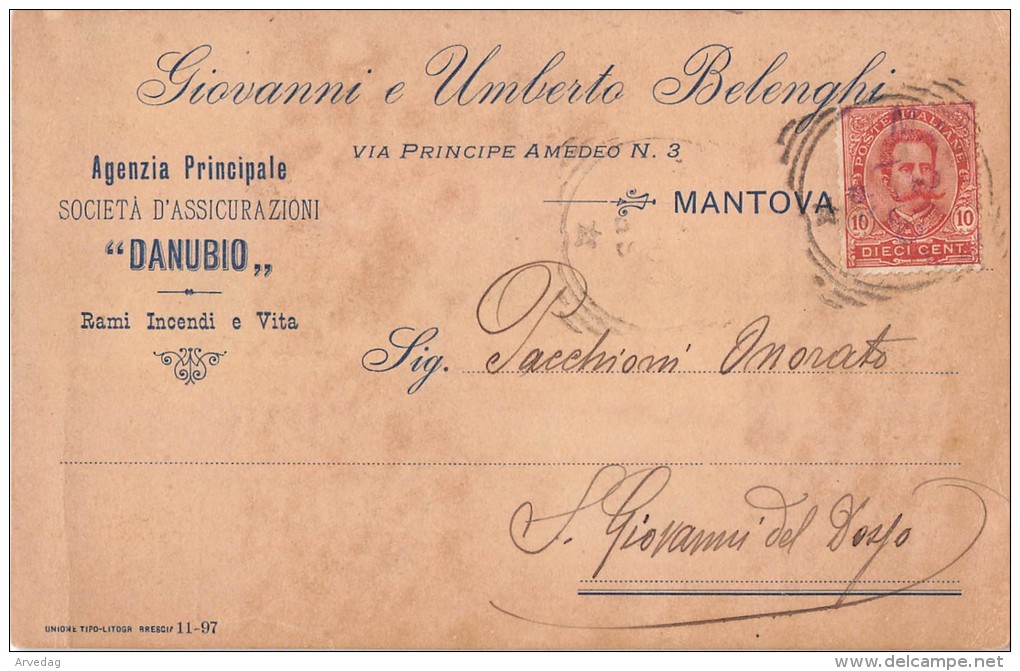 Giovanni e Umberto Belenghi
VIA PRINCIPE AMEDEO N. 3
MANTOVA
Agenzia Principale
SOCIETÀ D'ASSICURAZIONI
“DANUBIO„
Rami Incendi e Vita
POSTE ITALIANE
10 10
DIECI CENT.
Sig. Pacchioni Onorato
S. Giovanni del Dosso
UNIONE TIPO-LITOGR BRESCIA 11-97
Arvedag
delcampe.net